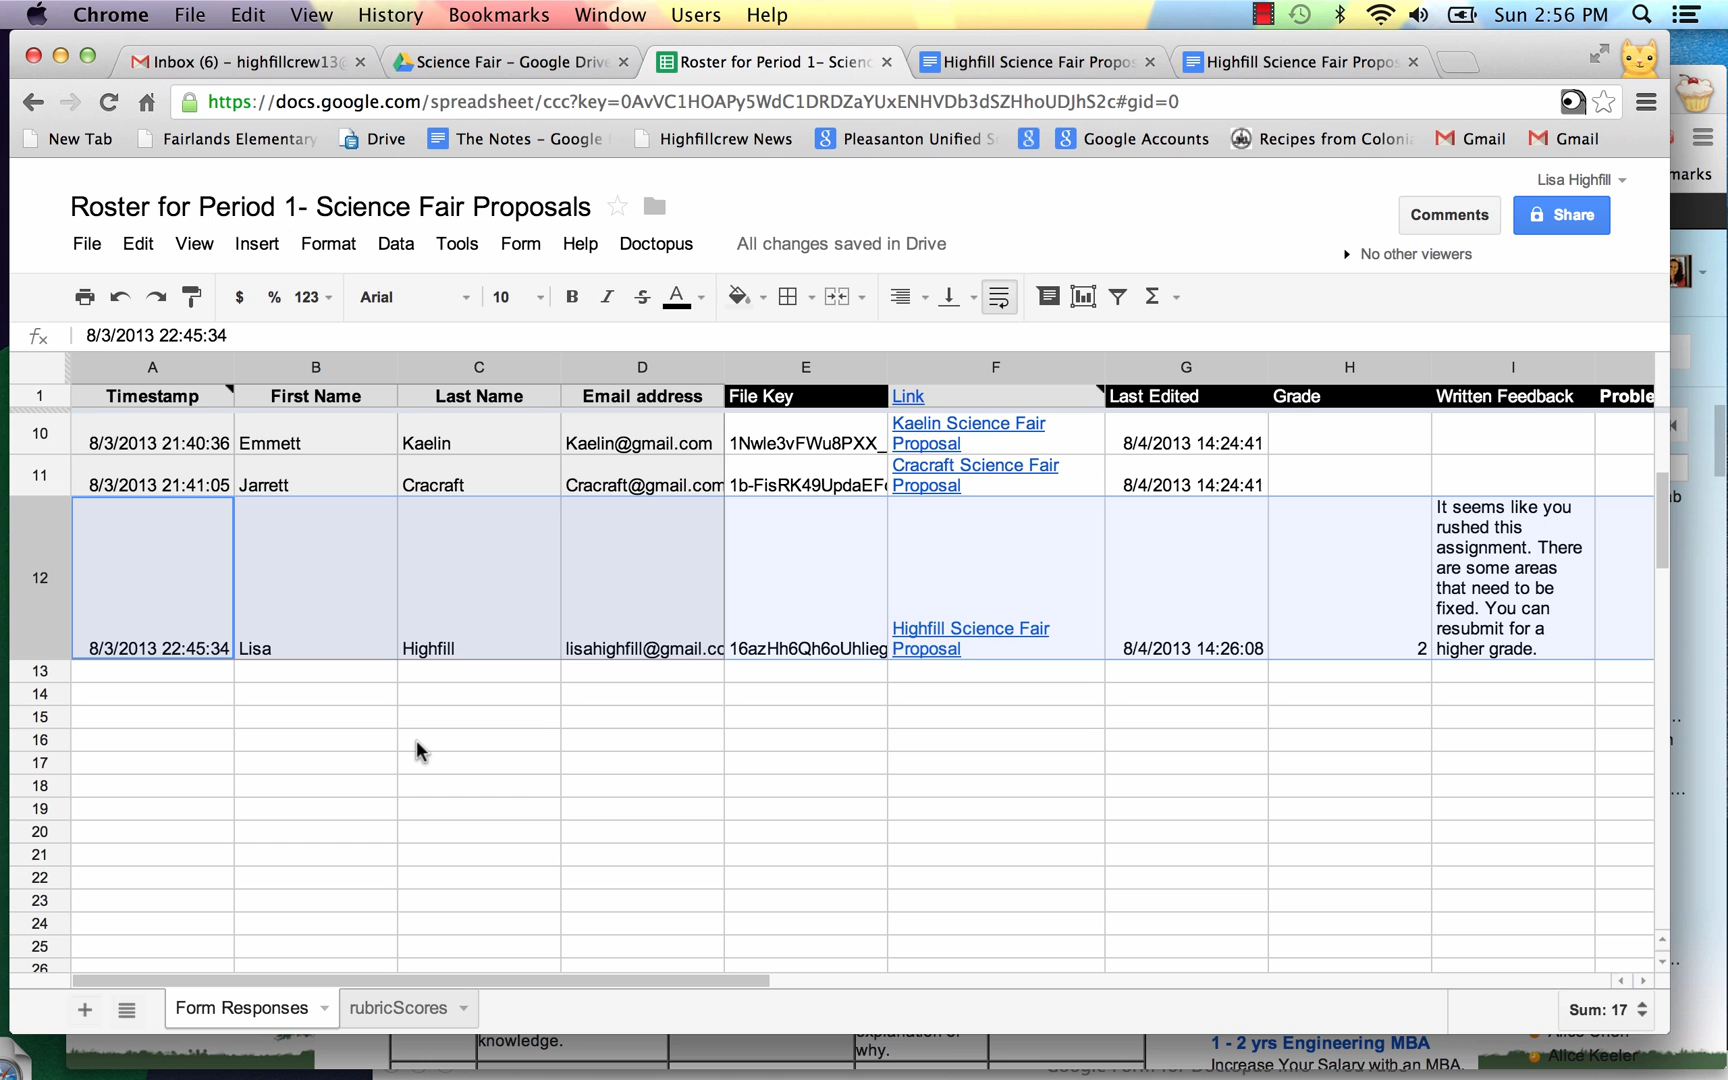 Chrome File Edit View History Bookmarks Window Users Help Sun 2:56 PM
Inbox (6) - highfillcrew13@ Science Fair - Google Drive Roster for Period 1- Scienc Highfill Science Fair Propos Highfill Science Fair Propos
https://docs.google.com/spreadsheet/ccc?key=0AvVC1HOAPy5WdC1DRDZaYUxENHVDb3dSZHhoUDJhS2c#gid=0
New Tab Fairlands Elementary Drive The Notes - Google Highfillcrew News Pleasanton Unified S Google Accounts Recipes from Colonia Gmail Gmail
marks
Lisa Highfill
Roster for Period 1- Science Fair Proposals
Comments Share
File Edit View Insert Format Data Tools Form Help Doctopus All changes saved in Drive
No other viewers
$ % 123 Arial 10 B I S A Σ
fx 8/3/2013 22:45:34
A B C D E F G H I
1 Timestamp First Name Last Name Email address File Key Link Last Edited Grade Written Feedback Proble
10 8/3/2013 21:40:36 Emmett Kaelin Kaelin@gmail.com 1Nwle3vFWu8PXX_ Kaelin Science Fair Proposal 8/4/2013 14:24:41
11 8/3/2013 21:41:05 Jarrett Cracraft Cracraft@gmail.com 1b-FisRK49UpdaEF Cracraft Science Fair Proposal 8/4/2013 14:24:41
12 8/3/2013 22:45:34 Lisa Highfill lisahighfill@gmail.cc 16azHh6Qh6oUhlieg Highfill Science Fair Proposal 8/4/2013 14:26:08 2
It seems like you
rushed this
assignment. There
are some areas
that need to be
fixed. You can
resubmit for a
higher grade.
13
14
15
16
17
18
19
20
21
22
23
24
25
26
Form Responses rubricScores Sum: 17
knowledge.
why.
1 - 2 yrs Engineering MBA
Increase Your Salary with an MBA.
Alice Keeler